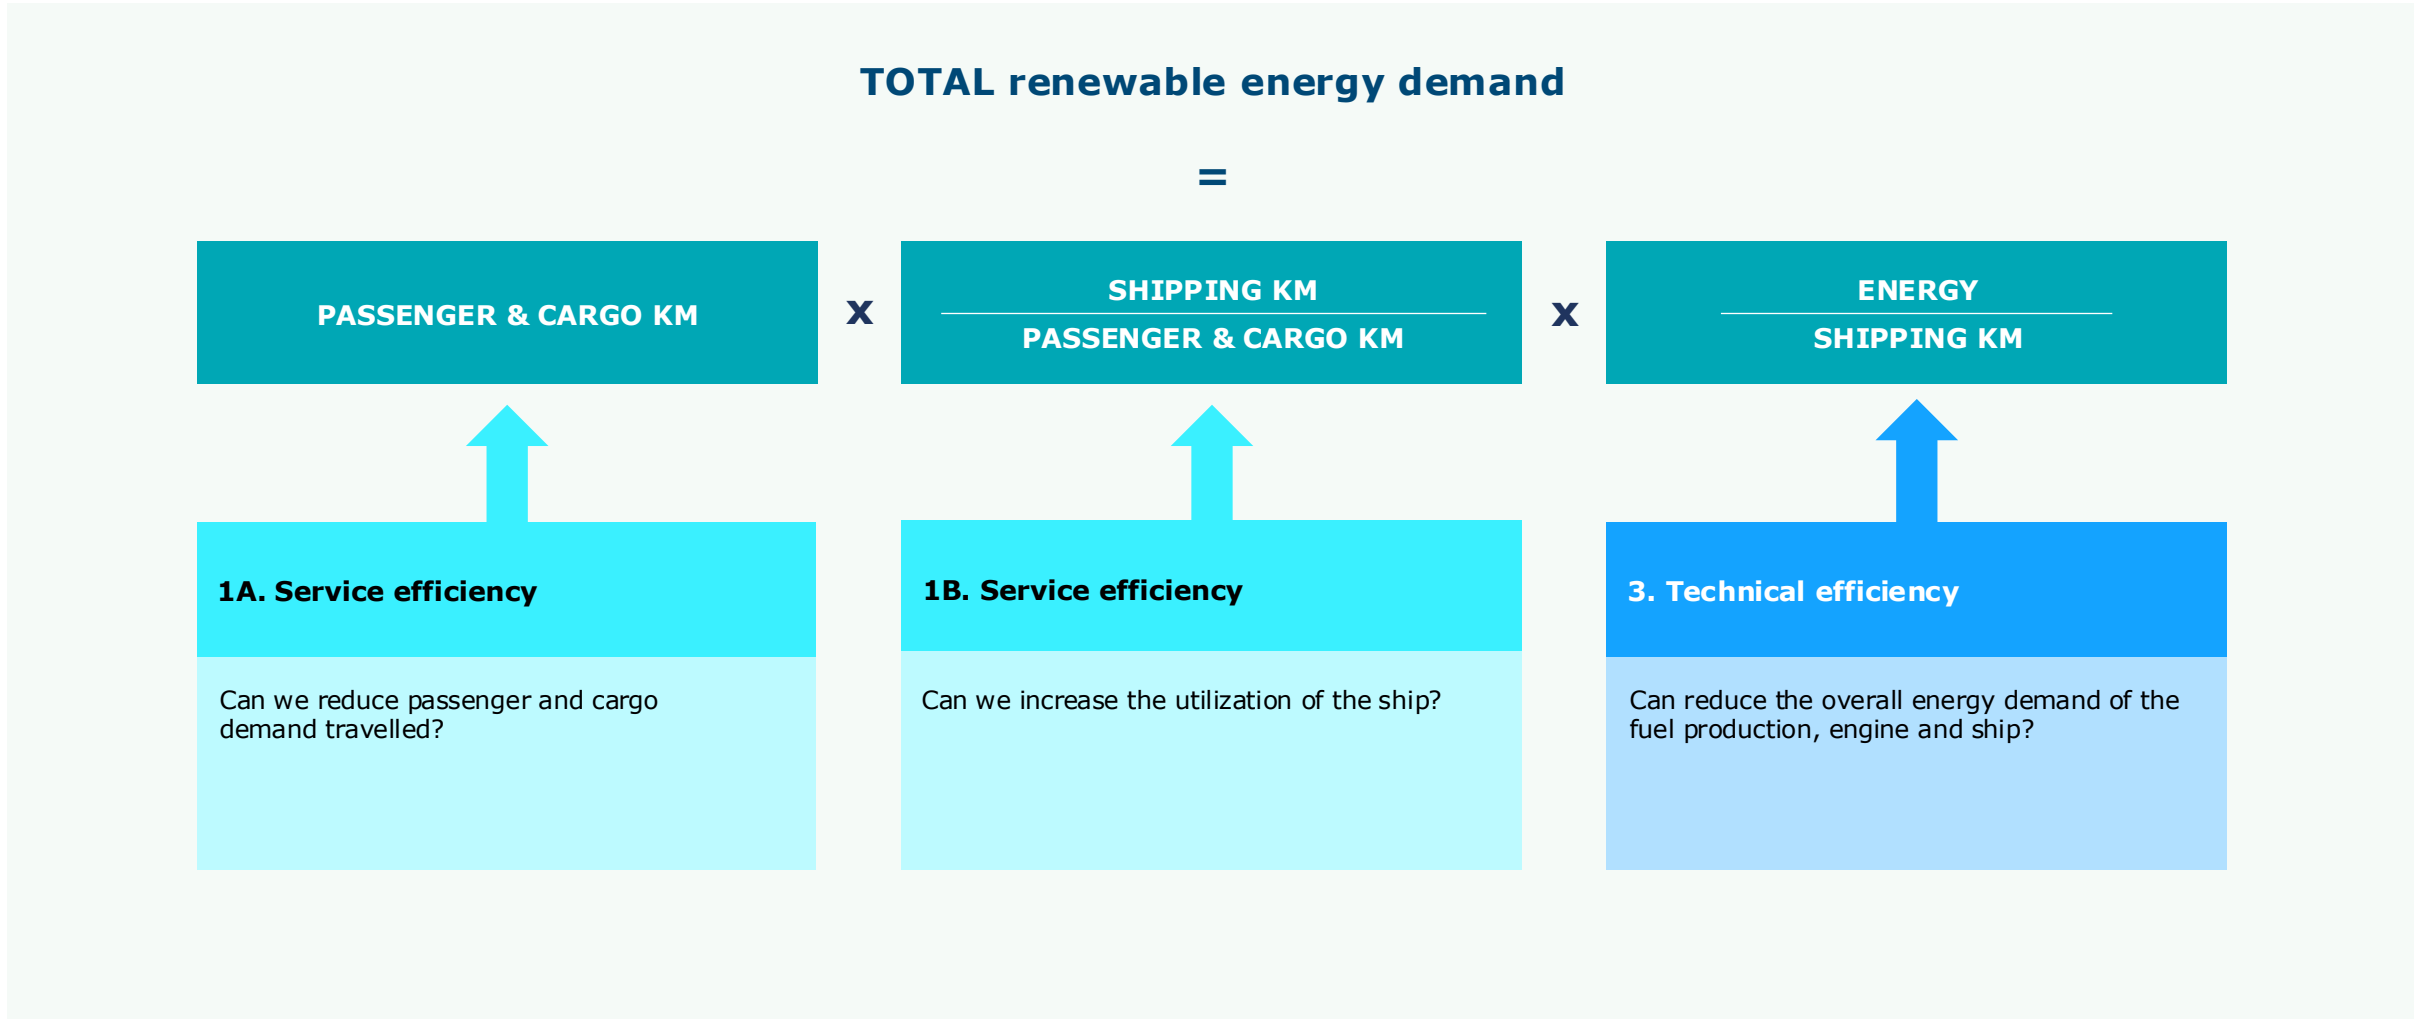 TOTAL renewable energy demand
=
PASSENGER & CARGO KM
x
SHIPPING KM
PASSENGER & CARGO KM
x
ENERGY
SHIPPING KM
1A. Service efficiency
Can we reduce passenger and cargo
demand travelled?
1B. Service efficiency
Can we increase the utilization of the ship?
3. Technical efficiency
Can reduce the overall energy demand of the
fuel production, engine and ship?